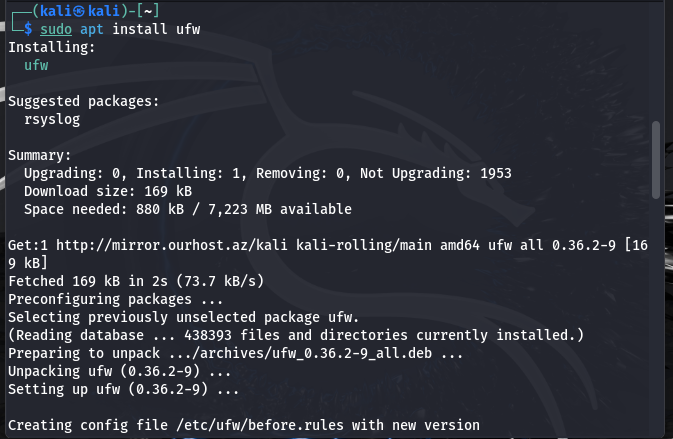 ┌──(kali㉿kali)-[~]
└─$ sudo apt install ufw
Installing:
  ufw

Suggested packages:
  rsyslog

Summary:
  Upgrading: 0, Installing: 1, Removing: 0, Not Upgrading: 1953
  Download size: 169 kB
  Space needed: 880 kB / 7,223 MB available

Get:1 http://mirror.ourhost.az/kali kali-rolling/main amd64 ufw all 0.36.2-9 [16
9 kB]
Fetched 169 kB in 2s (73.7 kB/s)
Preconfiguring packages ...
Selecting previously unselected package ufw.
(Reading database ... 438393 files and directories currently installed.)
Preparing to unpack .../archives/ufw_0.36.2-9_all.deb ...
Unpacking ufw (0.36.2-9) ...
Setting up ufw (0.36.2-9) ...

Creating config file /etc/ufw/before.rules with new version